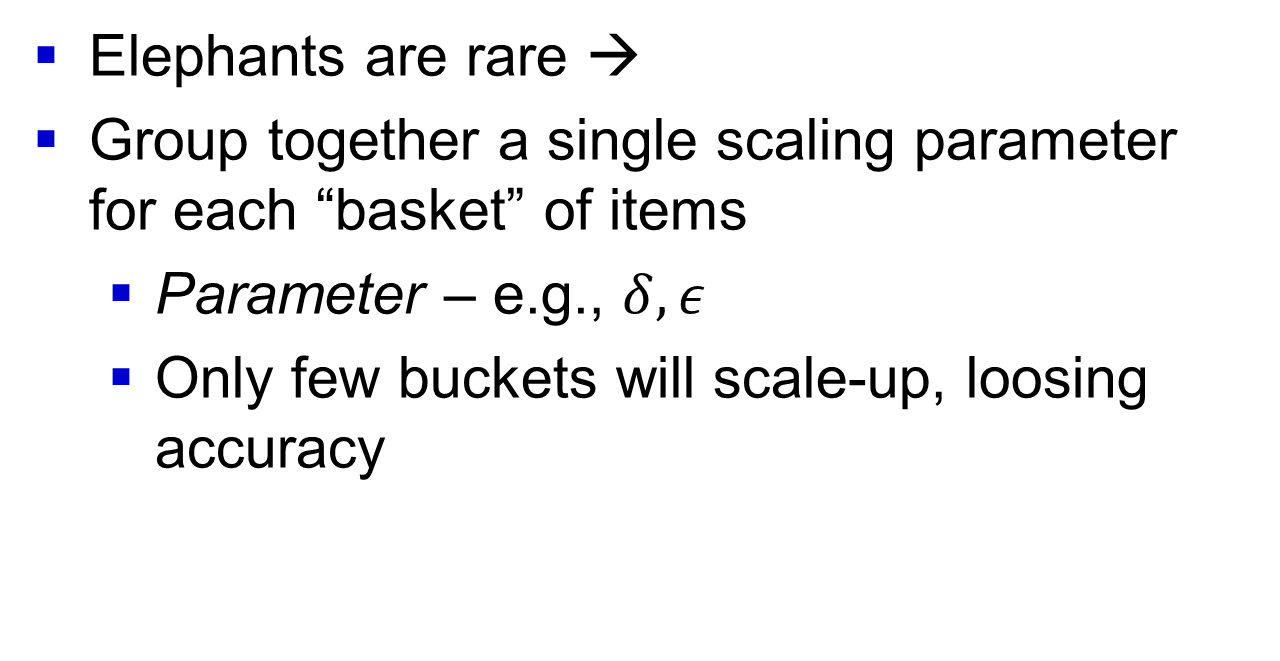 ▪ Elephants are rare →
▪ Group together a single scaling parameter
for each “basket” of items
▪ Parameter – e.g., 𝛿, 𝜖
▪ Only few buckets will scale-up, loosing
accuracy